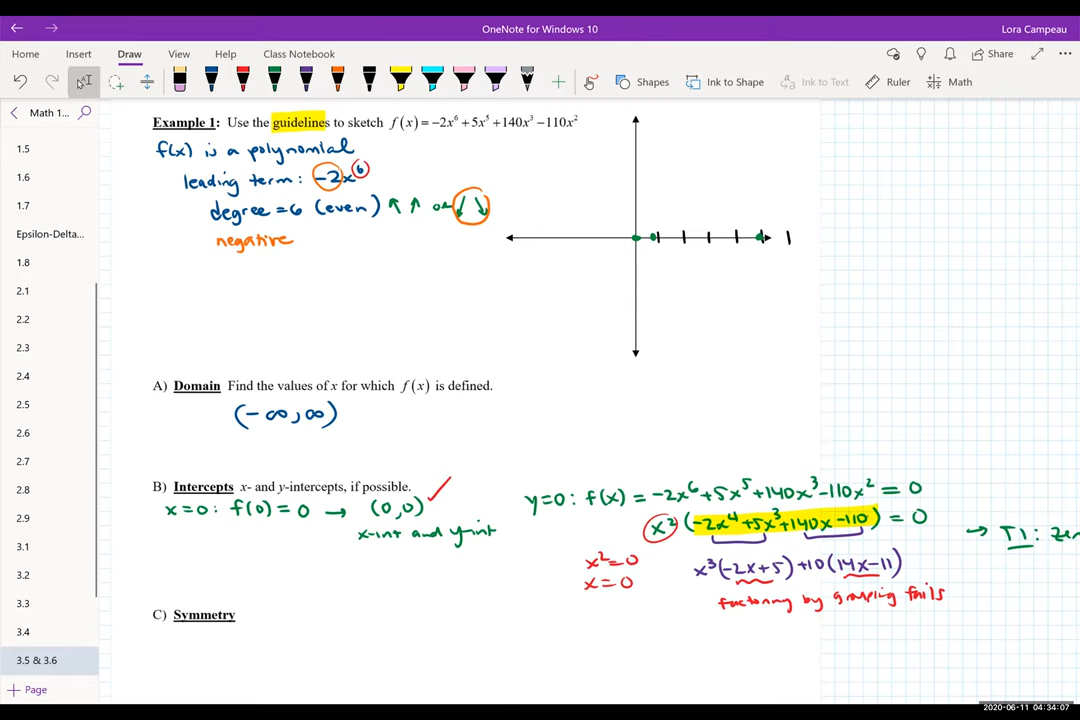 OneNote for Windows 10
Lora Campeau
Home Insert Draw View Help Class Notebook
Share
Shapes Ink to Shape Ink to Text Ruler Math
Math 1...
1.5
1.6
1.7
Epsilon-Delta...
1.8
2.1
2.2
2.3
2.4
2.5
2.6
2.7
2.8
2.9
3.1
3.2
3.3
3.4
3.5 & 3.6
Page
Example 1: Use the guidelines to sketch f(x) = −2x⁶ + 5x⁵ + 140x³ − 110x²
f(x) is a polynomial
leading term: −2x⁶
degree = 6 (even) ↑ ↑ or ↓ ↓
negative
A) Domain Find the values of x for which f(x) is defined.
(−∞, ∞)
B) Intercepts x- and y-intercepts, if possible.
x=0: f(0) = 0 → (0,0) ✓
x-int and y-int
y=0: f(x) = −2x⁶ + 5x⁵ + 140x³ − 110x² = 0
x² (−2x⁴ + 5x³ + 140x − 110) = 0
→ TI:
x² = 0
x = 0
x³(−2x+5) + 10(14x−11)
factoring by grouping fails
C) Symmetry
2020-06-11 04:34:07